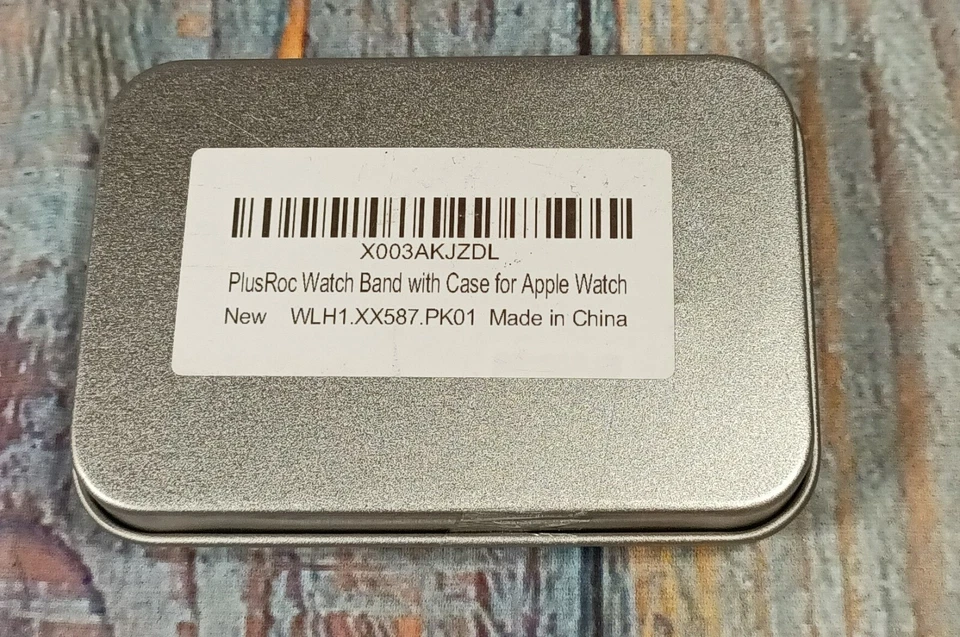 X003AKJZDL
PlusRoc Watch Band with Case for Apple Watch
New WLH1.XX587.PK01 Made in China